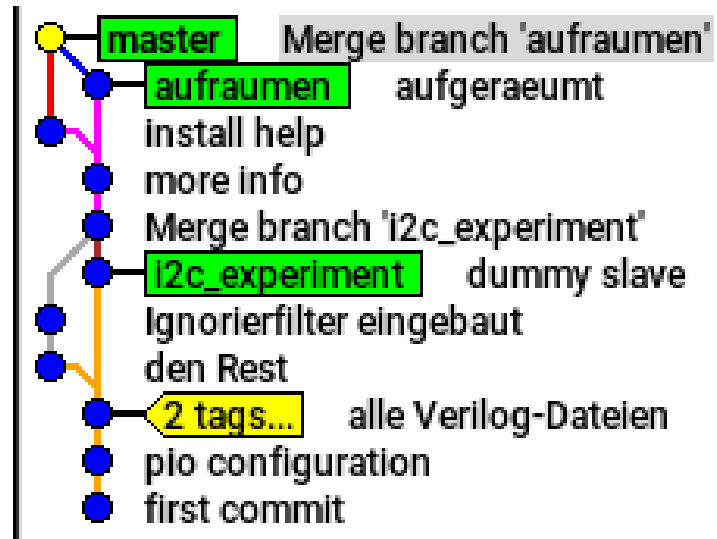 master Merge branch 'aufraumen'
aufraumen aufgeraeumt
install help
more info
Merge branch 'i2c_experiment'
i2c_experiment dummy slave
Ignorierfilter eingebaut
den Rest
2 tags... alle Verilog-Dateien
pio configuration
first commit